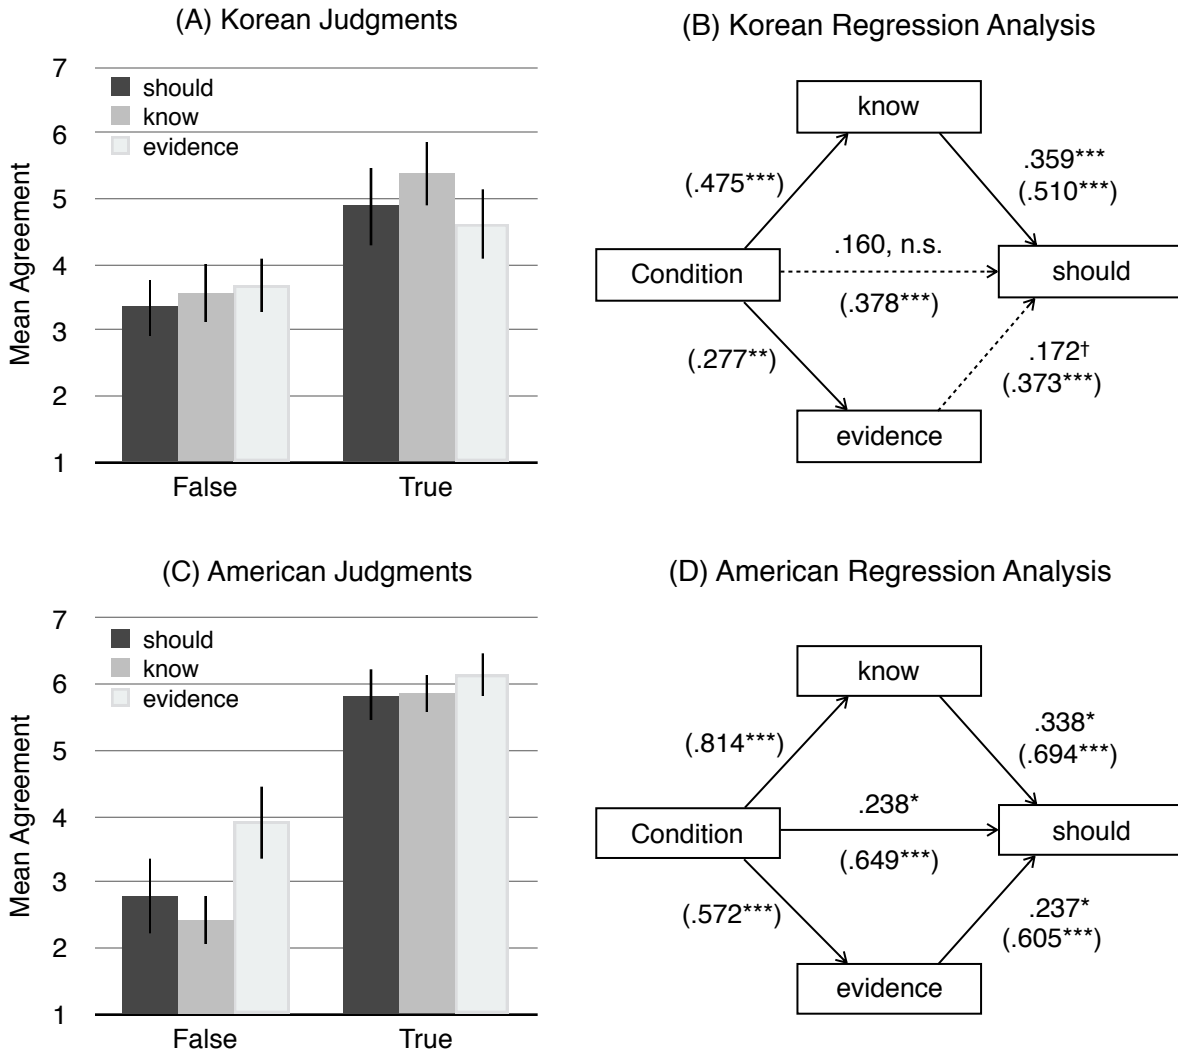 (A) Korean Judgments
7
6
5
4
3
2
1
Mean Agreement
should
know
evidence
False
True
(B) Korean Regression Analysis
know
(.475***)
.359***
(.510***)
Condition
.160, n.s.
(.378***)
should
(.277**)
.172†
(.373***)
evidence
(C) American Judgments
7
6
5
4
3
2
1
Mean Agreement
should
know
evidence
False
True
(D) American Regression Analysis
know
(.814***)
.338*
(.694***)
Condition
.238*
(.649***)
should
(.572***)
.237*
(.605***)
evidence